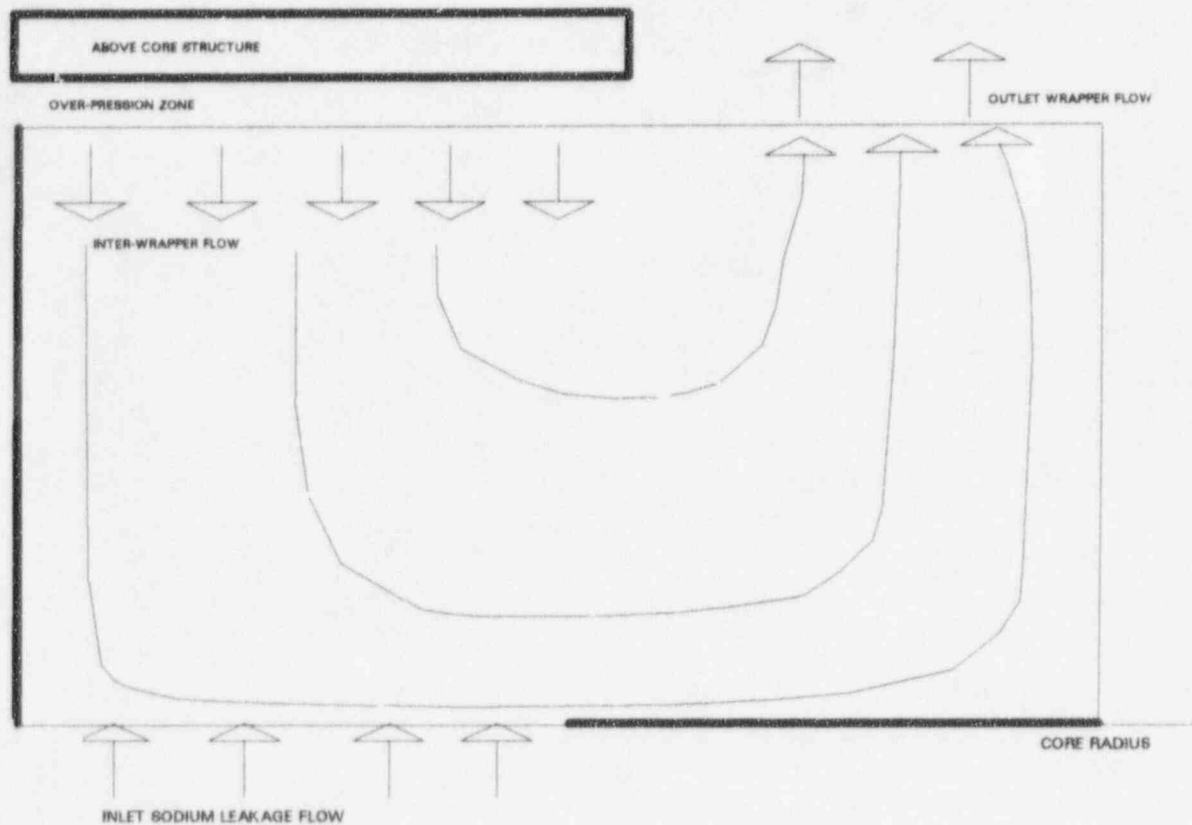 ABOVE CORE STRUCTURE
OVER-PRESSION ZONE
OUTLET WRAPPER FLOW
INTER-WRAPPER FLOW
CORE RADIUS
INLET SODIUM LEAKAGE FLOW